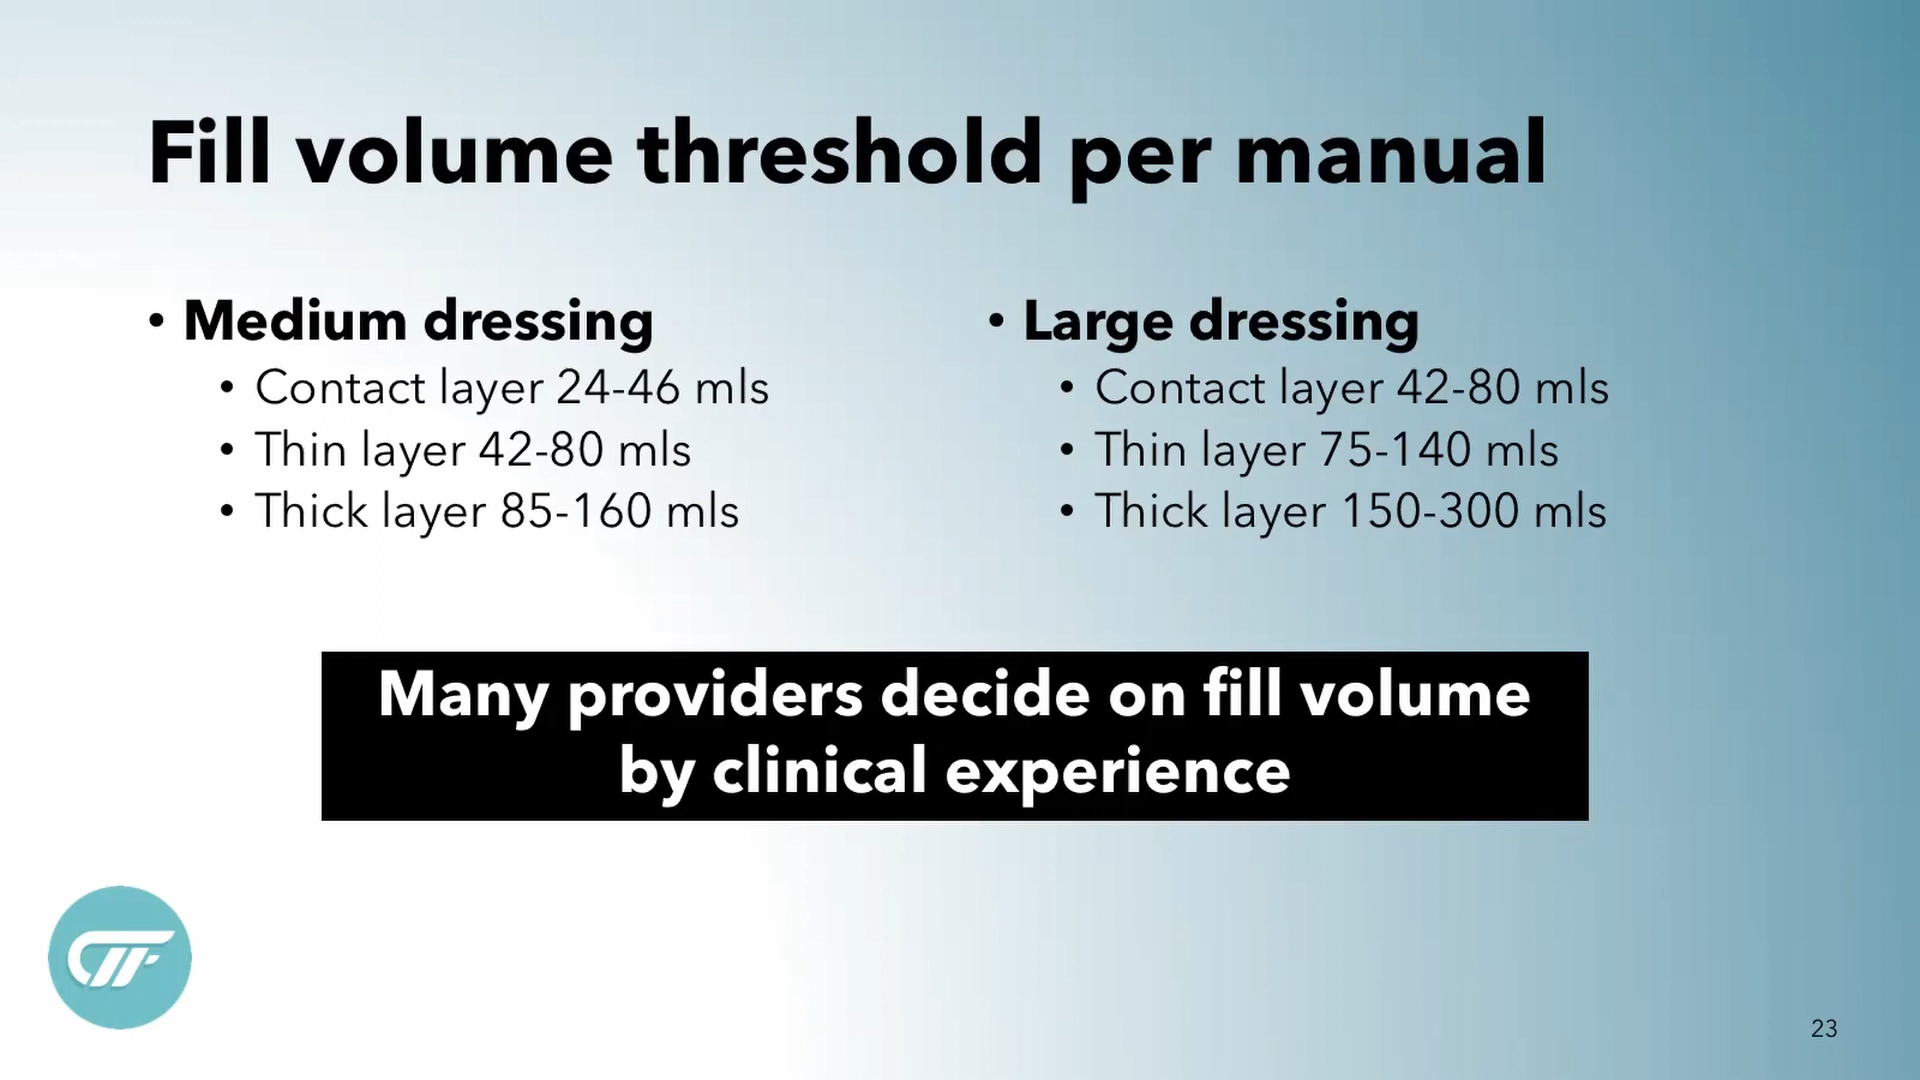 Fill volume threshold per manual
• Medium dressing
• Contact layer 24-46 mls
• Thin layer 42-80 mls
• Thick layer 85-160 mls
• Large dressing
• Contact layer 42-80 mls
• Thin layer 75-140 mls
• Thick layer 150-300 mls
Many providers decide on fill volume
by clinical experience
23